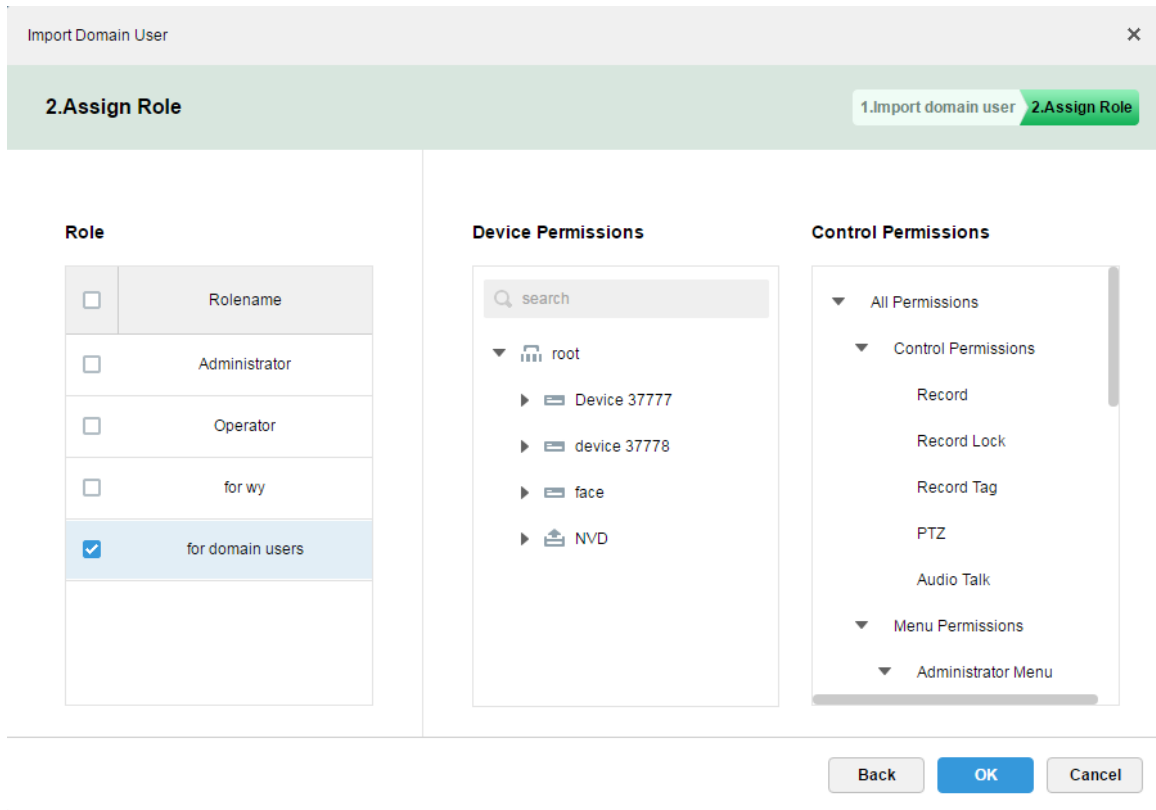 Import Domain User
2.Assign Role
1.Import domain user
2.Assign Role
Role
Rolename
Administrator
Operator
for wy
for domain users
Device Permissions
search
root
Device 37777
device 37778
face
NVD
Control Permissions
All Permissions
Control Permissions
Record
Record Lock
Record Tag
PTZ
Audio Talk
Menu Permissions
Administrator Menu
Back
OK
Cancel